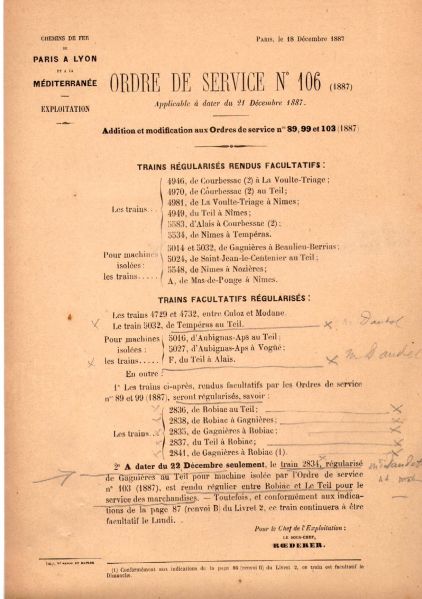 CHEMINS DE FER
DE
PARIS A LYON
ET A LA
MÉDITERRANÉE
EXPLOITATION
PARIS, le 18 Décembre 1887
ORDRE DE SERVICE N° 106 (1887)
Applicable à dater du 21 Décembre 1887.
Addition et modification aux Ordres de service nos 89, 99 et 103 (1887)
TRAINS RÉGULARISÉS RENDUS FACULTATIFS :
Les trains...
4946, de Courbessac (2) à La Voulte-Triage;
4970, de Courbessac (2) au Teil;
4981, de La Voulte-Triage à Nîmes;
4949, du Teil à Nîmes;
5583, d'Alais à Courbessac (2);
5534, de Nîmes à Tempéras.
Pour machines isolées: les trains....
5014 et 5032, de Gagnières à Beaulieu-Berrias;
5024, de Saint-Jean-le-Centenier au Teil;
5548, de Nîmes à Nozières;
A, de Mas-de-Ponge à Nîmes.
TRAINS FACULTATIFS RÉGULARISÉS :
Les trains 4729 et 4732, entre Culoz et Modane.
Le train 5032, de Tempéras au Teil.
Pour machines isolées: les trains...
5016, d'Aubignas-Aps au Teil;
5027, d'Aubignas-Aps à Vogüé;
F, du Teil à Alais.
En outre :
1° Les trains ci-après, rendus facultatifs par les Ordres de service
nos 89 et 99 (1887), seront régularisés, savoir :
Les trains
2836, de Robiac au Teil;
2838, de Robiac à Gagnières;
2835, de Gagnières à Robiac;
2837, du Teil à Robiac;
2841, de Gagnières à Robiac (1).
2° A dater du 22 Décembre seulement, le train 2834, régularisé
de Gagnières au Teil pour machine isolée par l'Ordre de service
n° 103 (1887), est rendu régulier entre Robiac et Le Teil pour le
service des marchandises. — Toutefois, et conformément aux indica-
tions de la page 87 (renvoi B) du Livret 2, ce train continuera à être
facultatif le Lundi.
Pour le Chef de l'Exploitation:
LE SOUS-CHEF,
RŒDERER.
(1) Conformément aux indications de la page 86 (renvoi B) du Livret 2, ce train est facultatif le
Dimanche.